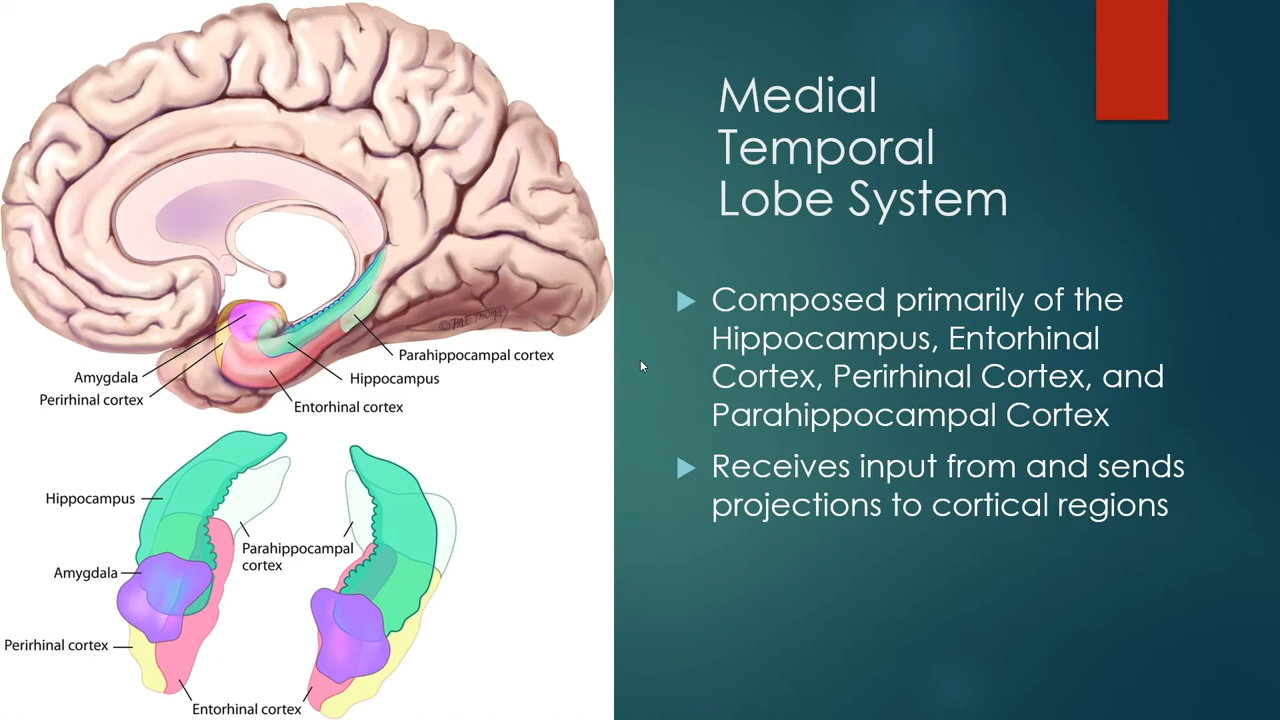 Medial
Temporal
Lobe System
Composed primarily of the
Hippocampus, Entorhinal
Cortex, Perirhinal Cortex, and
Parahippocampal Cortex
Receives input from and sends
projections to cortical regions
©PAT THOMAS
Parahippocampal cortex
Amygdala
Hippocampus
Perirhinal cortex
Entorhinal cortex
Hippocampus
Parahippocampal
cortex
Amygdala
Perirhinal cortex
Entorhinal cortex